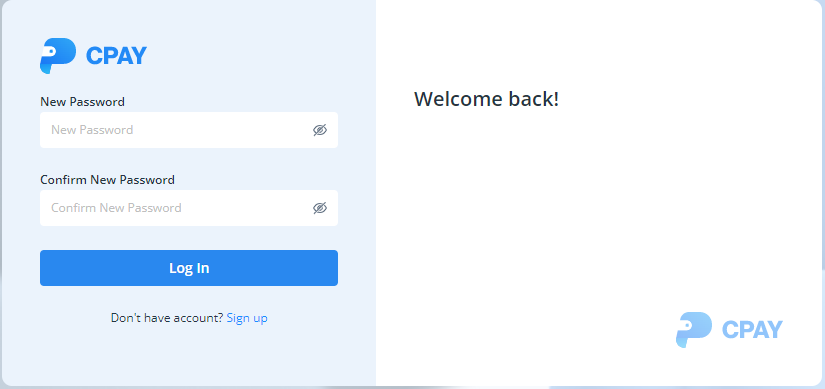 CPAY
New Password
New Password
Confirm New Password
Confirm New Password
Log In
Don't have account? Sign up
Welcome back!
CPAY